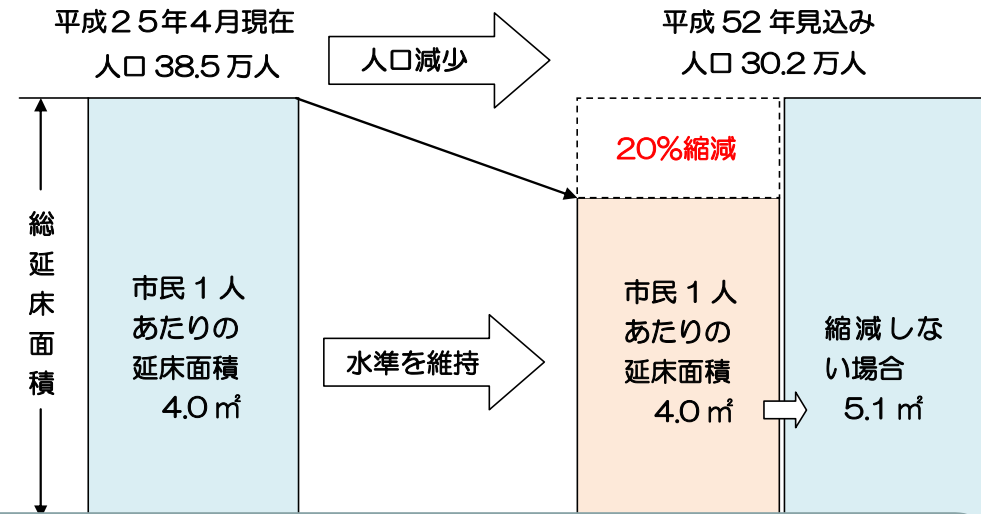 平成２５年４月現在
人口 38.5 万人
人口減少
平成 52 年見込み
人口 30.2 万人
総延床面積
市民 1 人
あたりの
延床面積
4.0 ㎡
水準を維持
20%縮減
市民 1 人
あたりの
延床面積
4.0 ㎡
縮減しな
い場合
5.1 ㎡